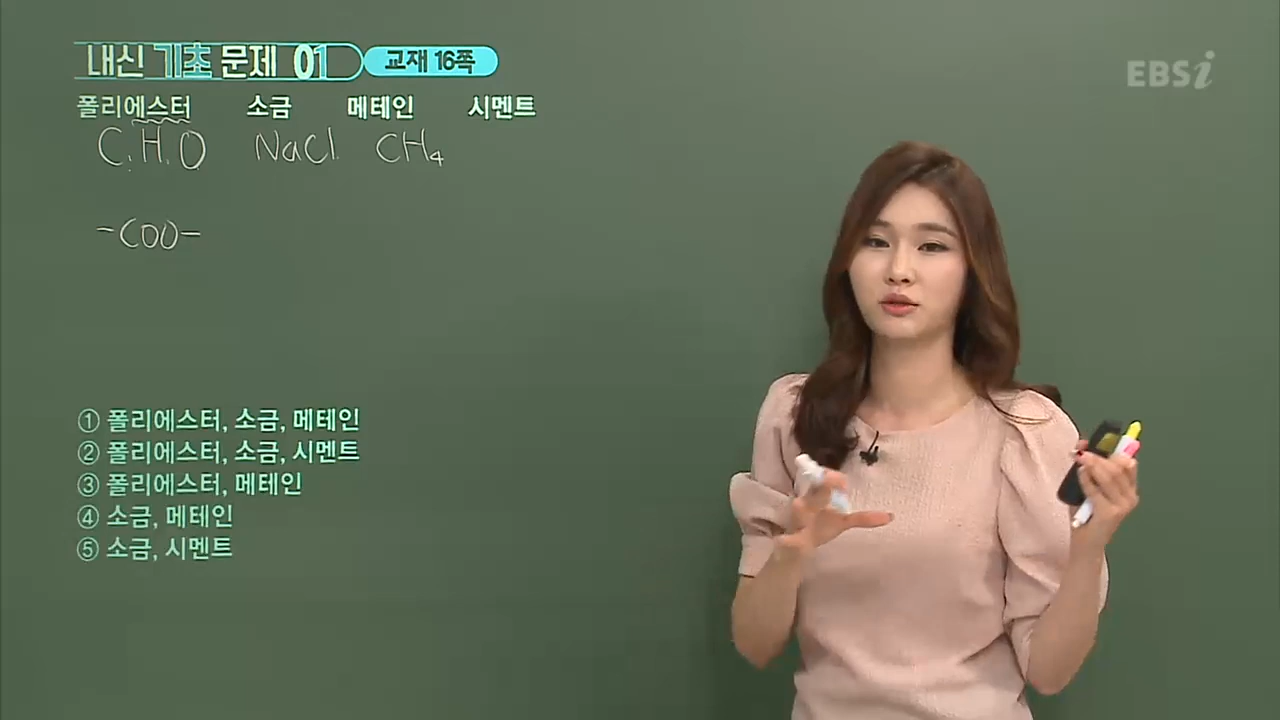 내신 기초 문제 01 교재 16쪽
EBSi
폴리에스터 소금 메테인 시멘트
C.H.O NaCl. CH₄
-COO-
① 폴리에스터, 소금, 메테인
② 폴리에스터, 소금, 시멘트
③ 폴리에스터, 메테인
④ 소금, 메테인
⑤ 소금, 시멘트